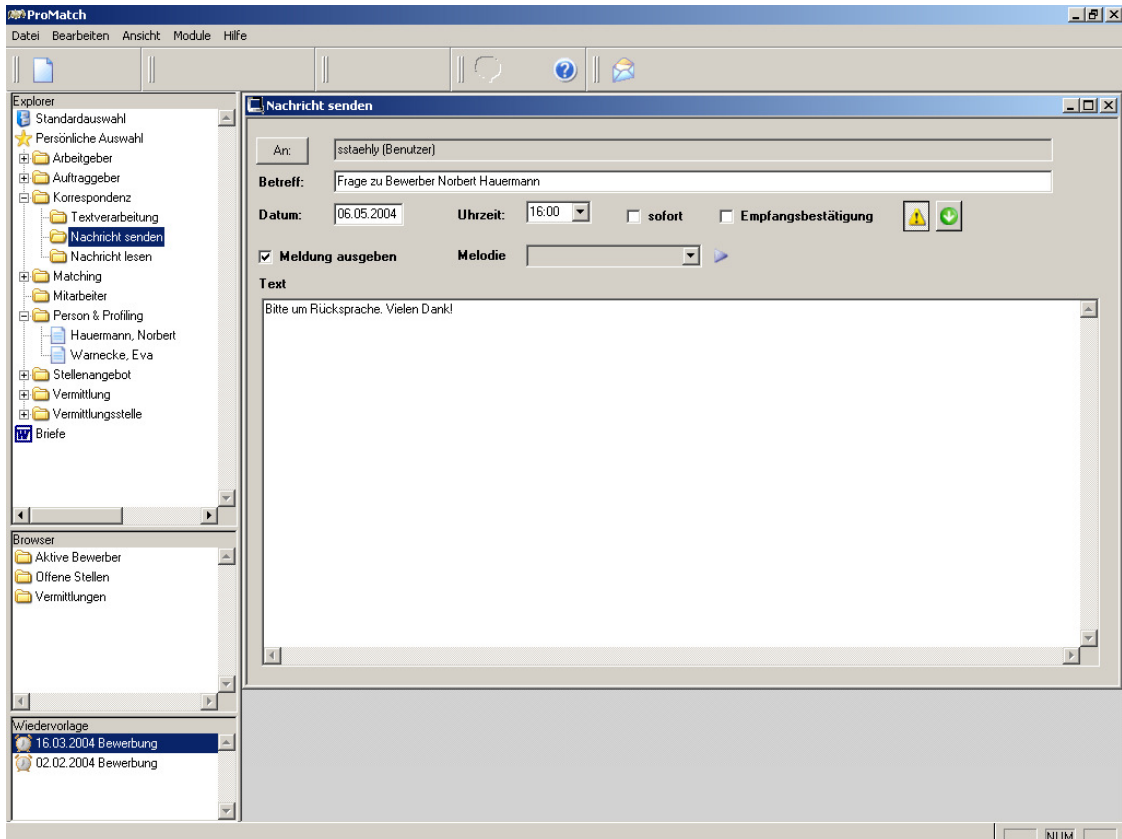 ProMatch
Datei Bearbeiten Ansicht Module Hilfe
Explorer
Standardauswahl
Persönliche Auswahl
Arbeitgeber
Auftraggeber
Korrespondenz
Textverarbeitung
Nachricht senden
Nachricht lesen
Matching
Mitarbeiter
Person & Profiling
Hauermann, Norbert
Warnecke, Eva
Stellenangebot
Vermittlung
Vermittlungsstelle
Briefe
Browser
Aktive Bewerber
Offene Stellen
Vermittlungen
Wiedervorlage
16.03.2004 Bewerbung
02.02.2004 Bewerbung
Nachricht senden
An: sstaehly (Benutzer)
Betreff: Frage zu Bewerber Norbert Hauermann
Datum: 06.05.2004 Uhrzeit: 16:00 sofort Empfangsbestätigung
Meldung ausgeben Melodie
Text
Bitte um Rücksprache. Vielen Dank!
NUM